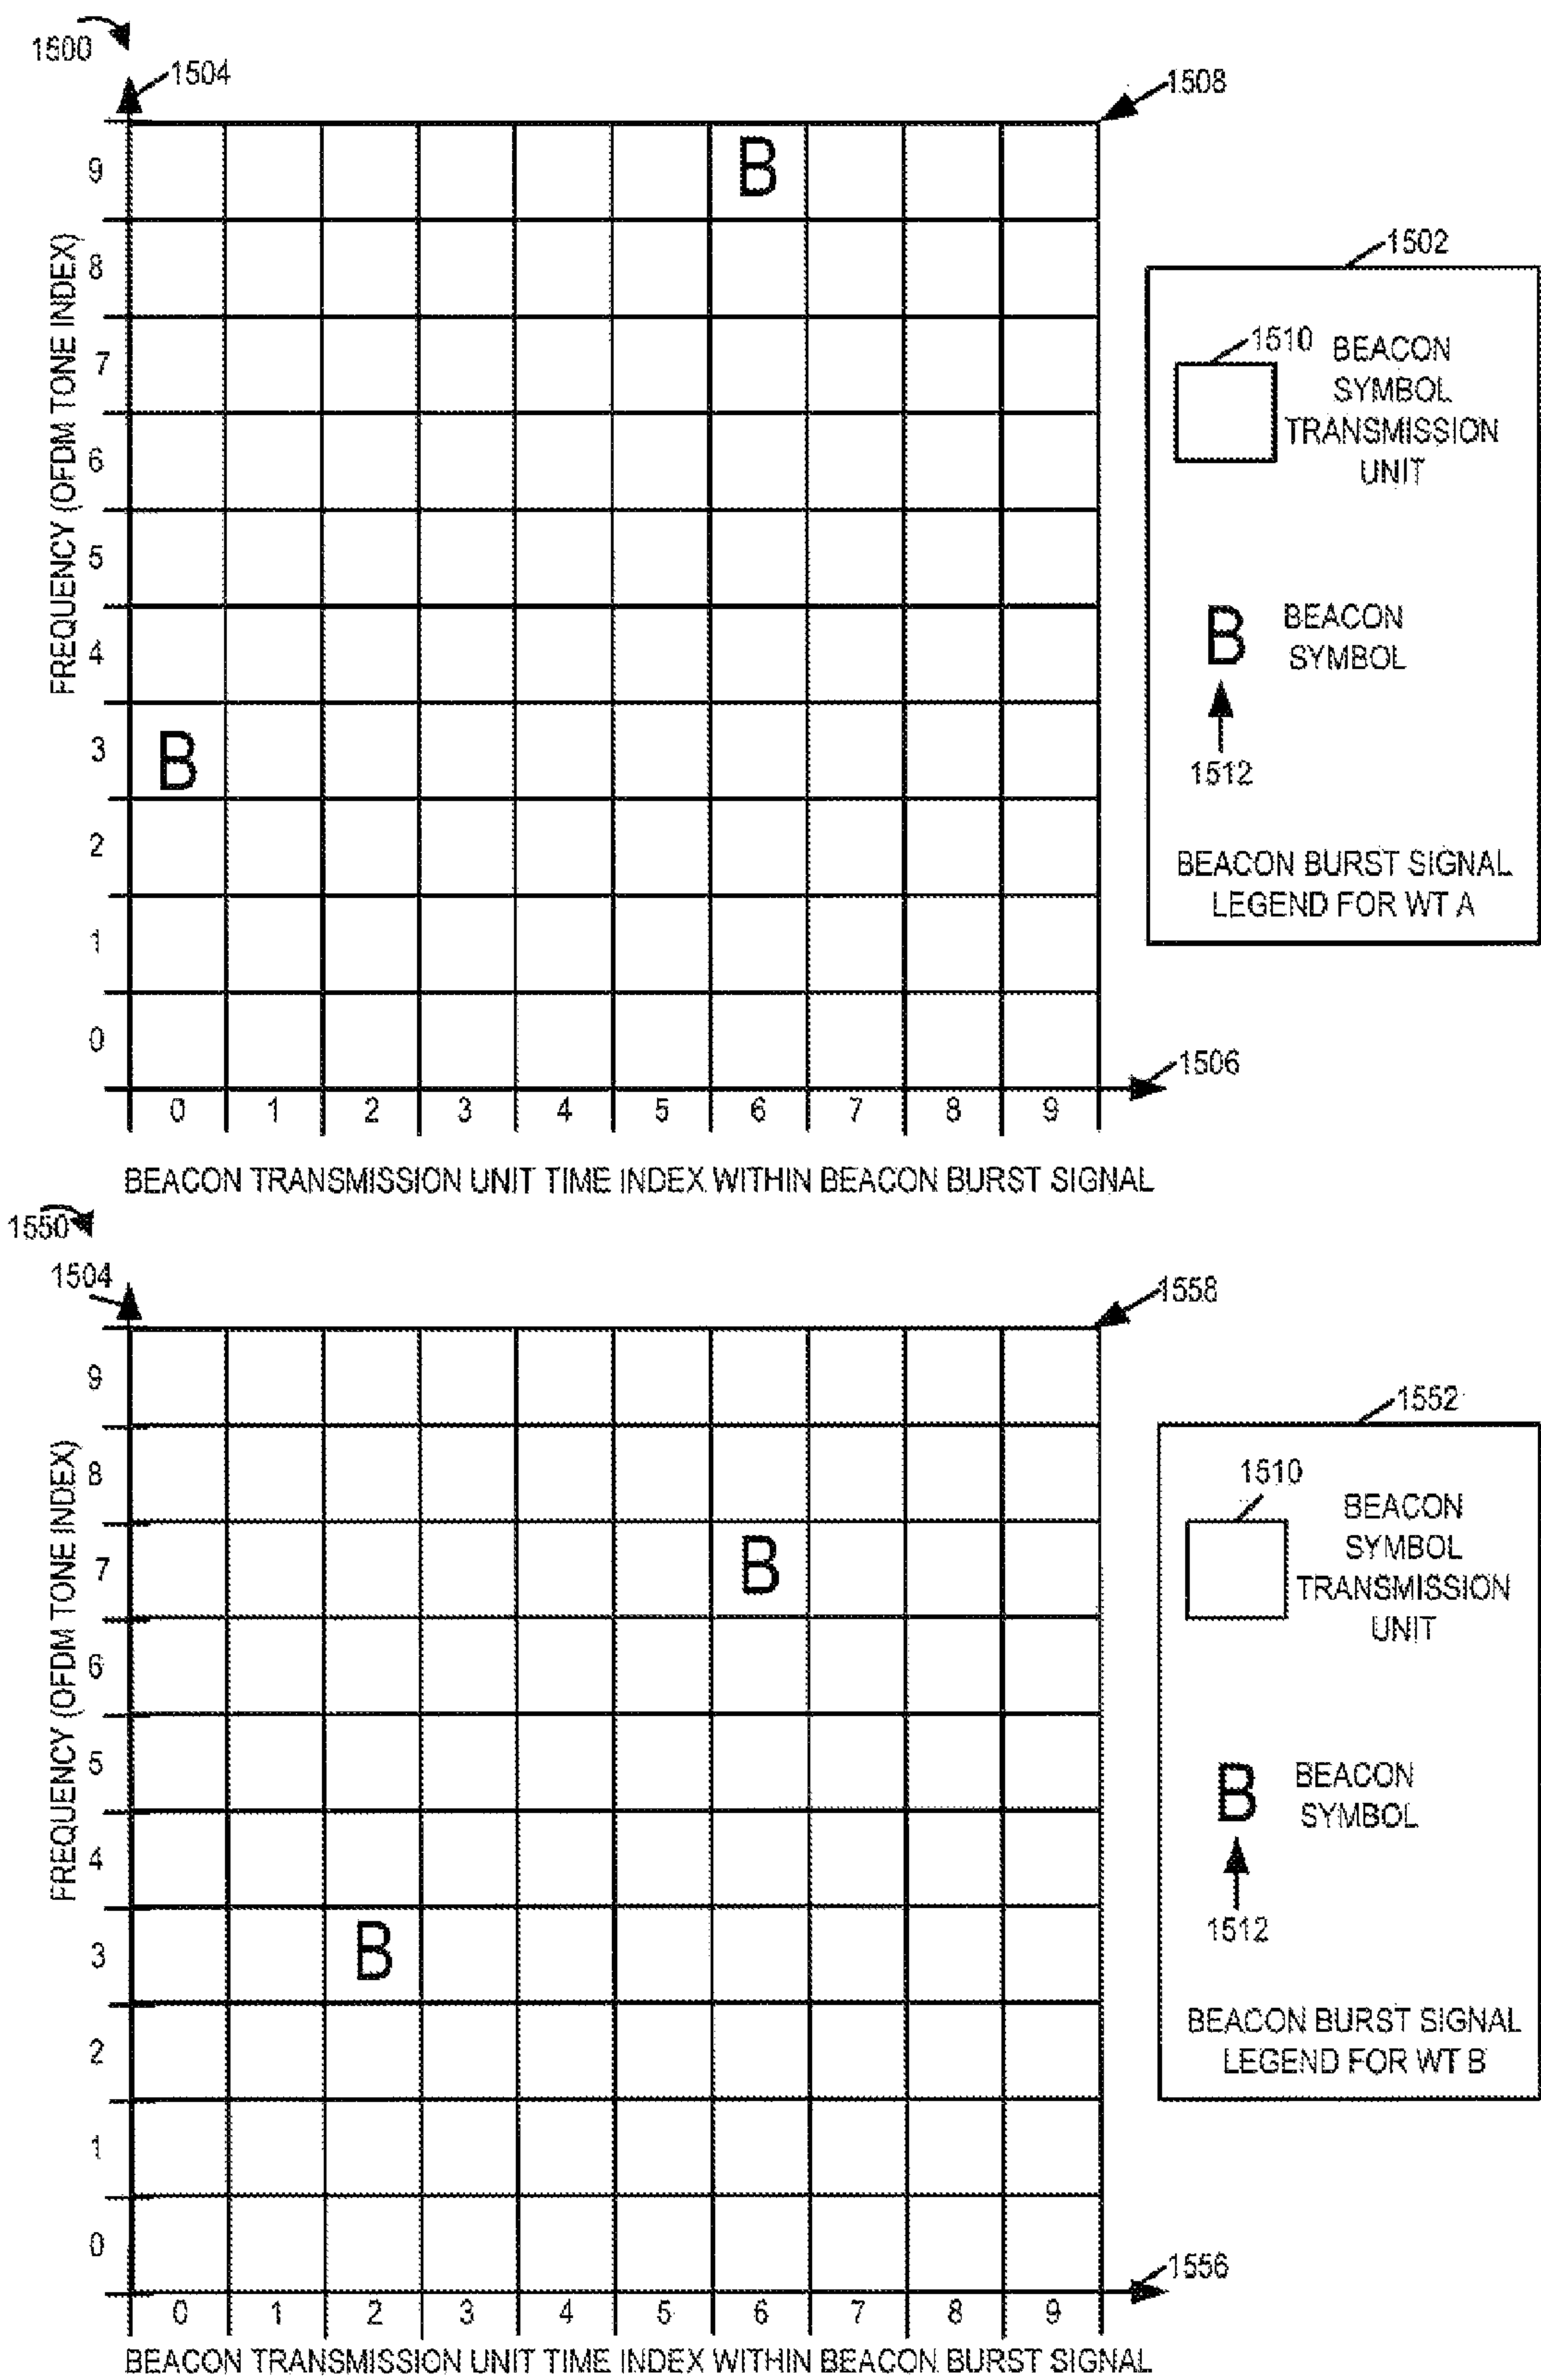 1500
1504
1508
9
B
8
7
6
5
4
3
B
2
1
0
FREQUENCY (OFDM TONE INDEX)
0 1 2 3 4 5 6 7 8 9
1506
BEACON TRANSMISSION UNIT TIME INDEX WITHIN BEACON BURST SIGNAL
1502
1510
BEACON
SYMBOL
TRANSMISSION
UNIT
B
BEACON
SYMBOL
1512
BEACON BURST SIGNAL
LEGEND FOR WT A
1550
1504
1558
9
8
7
B
6
5
4
3
B
2
1
0
FREQUENCY (OFDM TONE INDEX)
0 1 2 3 4 5 6 7 8 9
1556
BEACON TRANSMISSION UNIT TIME INDEX WITHIN BEACON BURST SIGNAL
1552
1510
BEACON
SYMBOL
TRANSMISSION
UNIT
B
BEACON
SYMBOL
1512
BEACON BURST SIGNAL
LEGEND FOR WT B